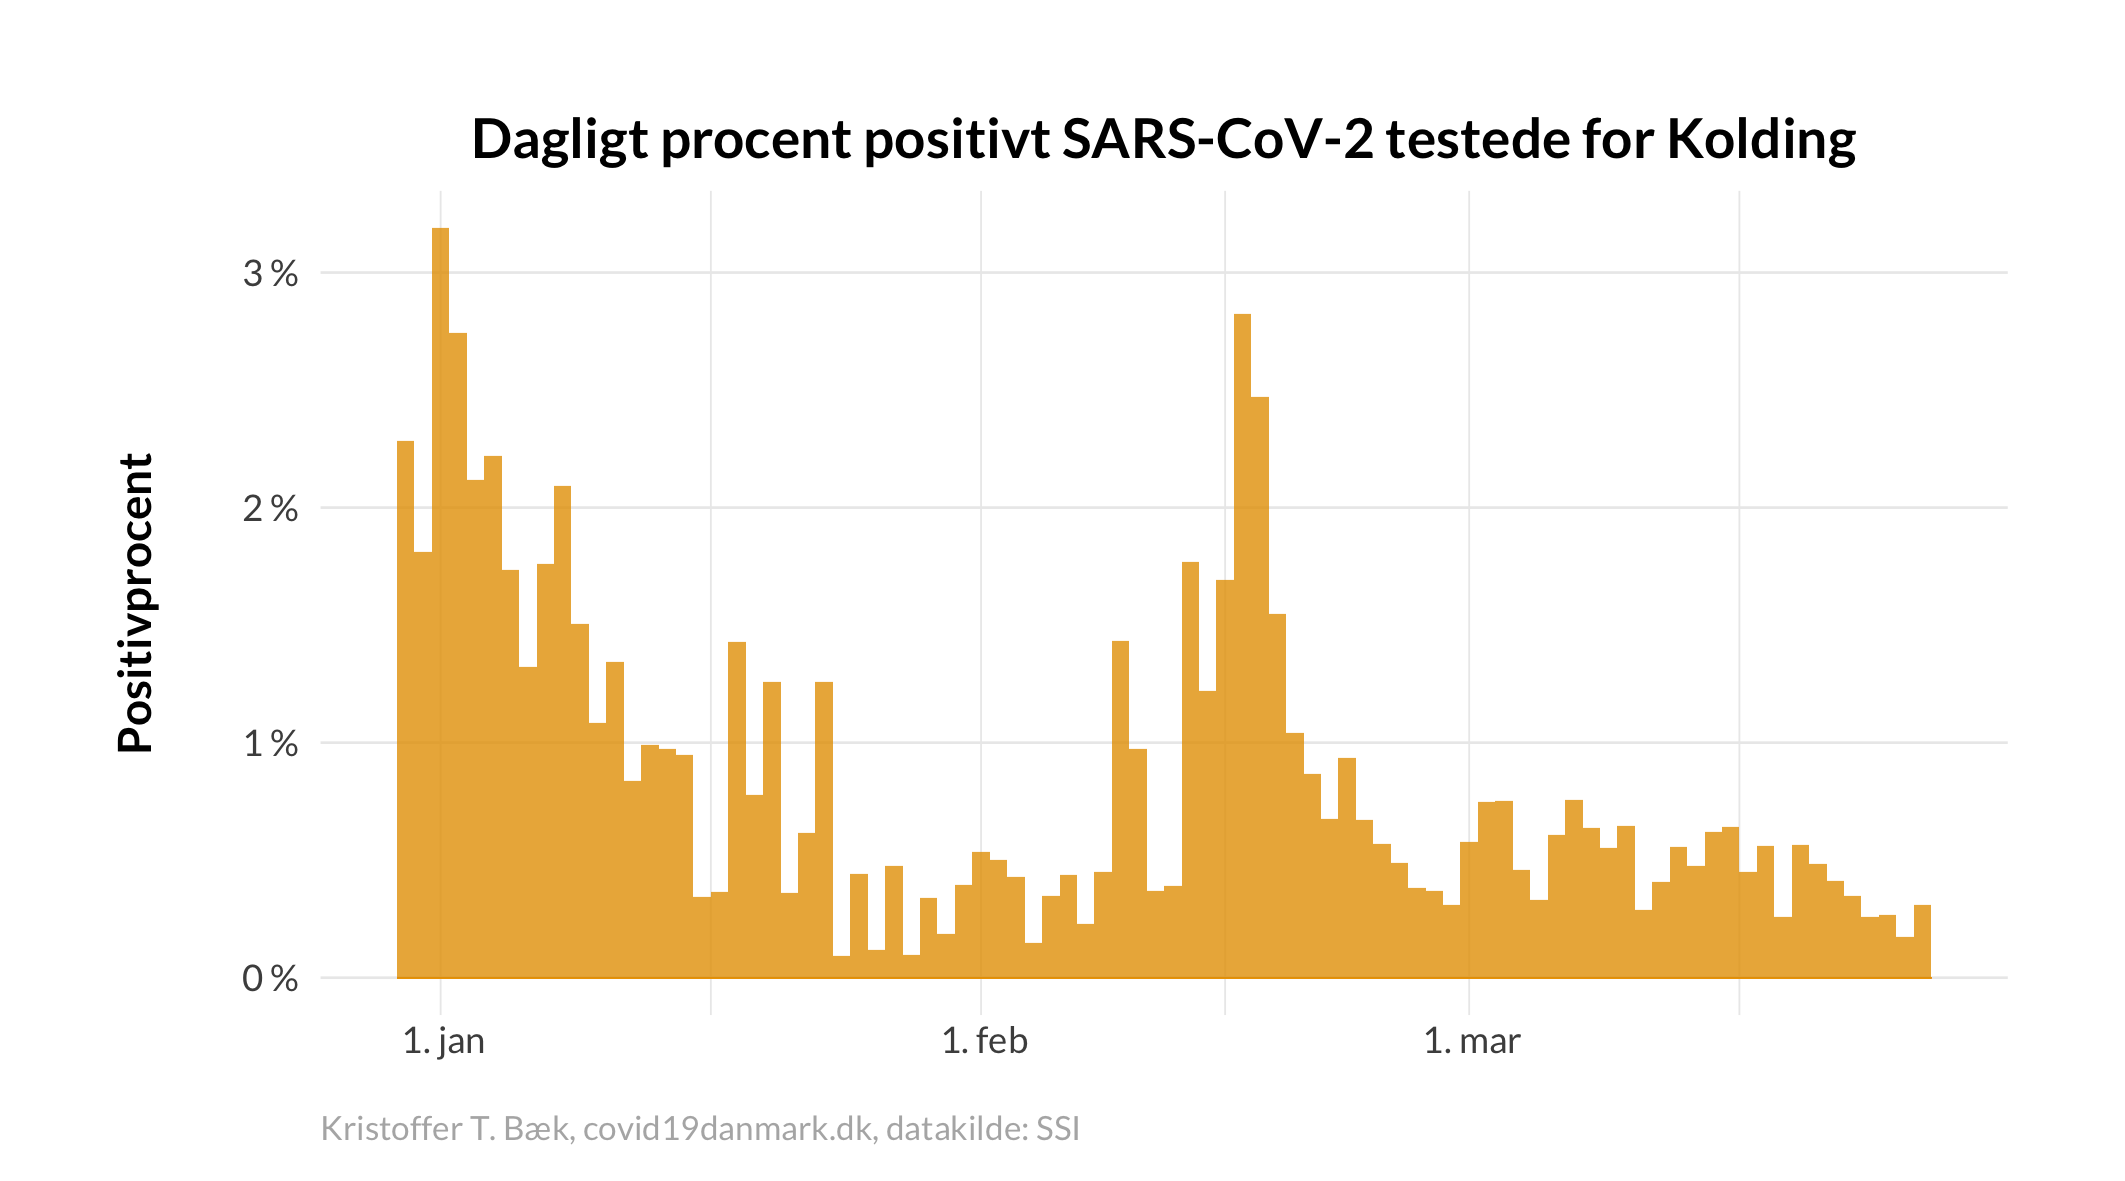 Dagligt procent positivt SARS-CoV-2 testede for Kolding
Positivprocent
3 %
2 %
1 %
0 %
1. jan
1. feb
1. mar
Kristoffer T. Bæk, covid19danmark.dk, datakilde: SSI